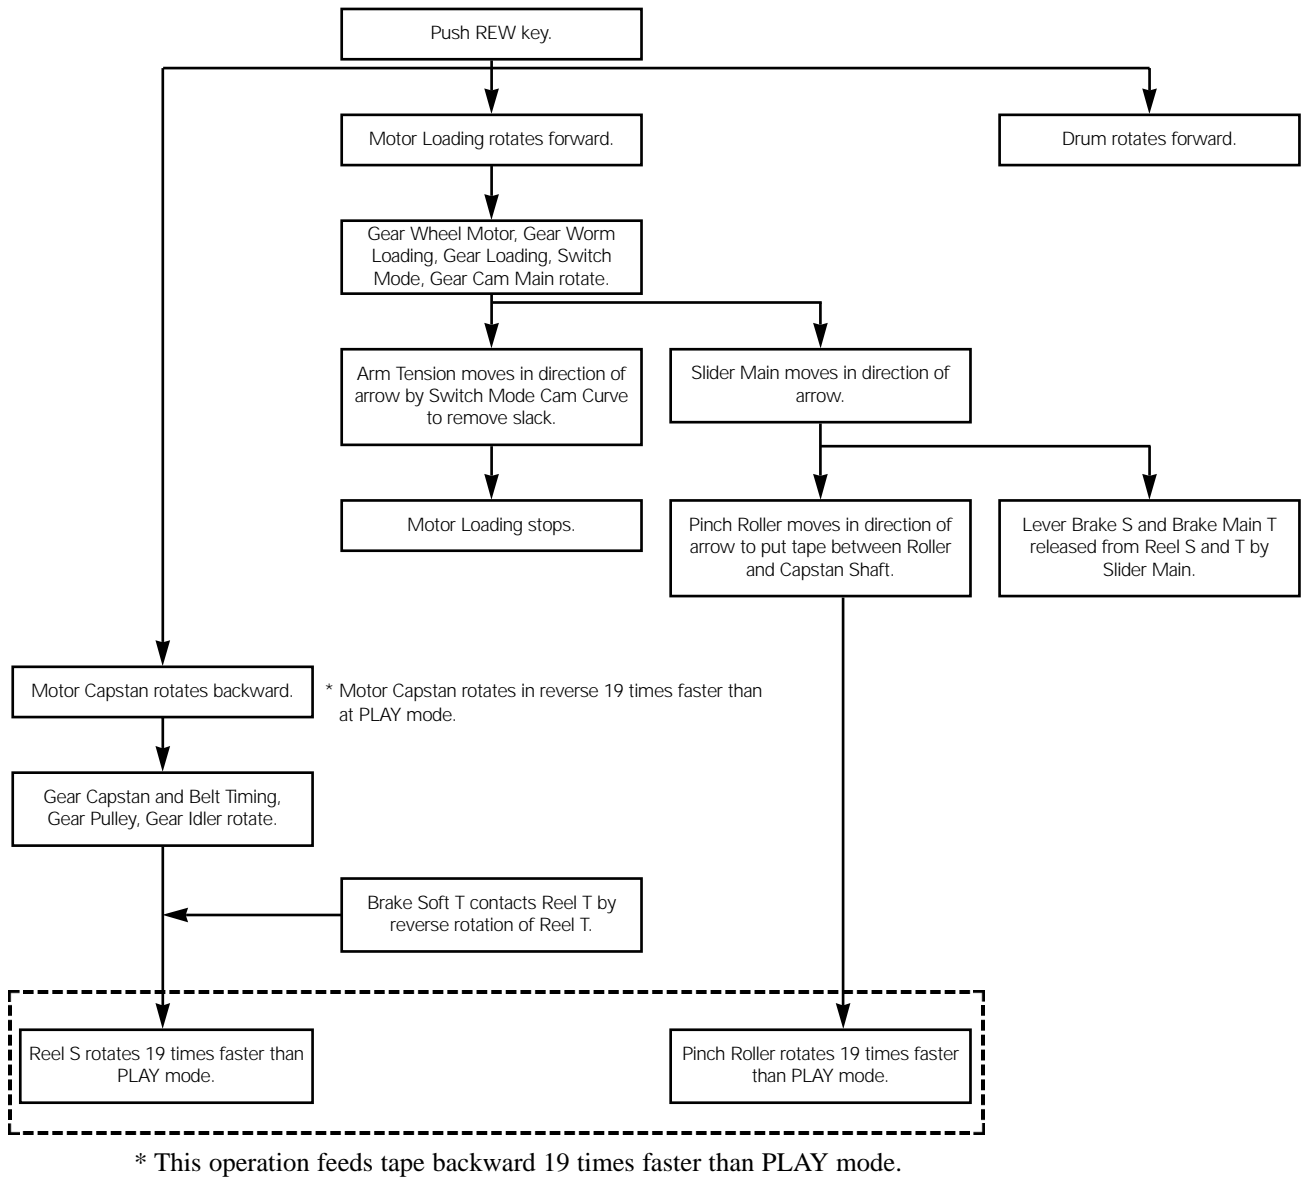 Push REW key.
Motor Loading rotates forward.
Drum rotates forward.
Gear Wheel Motor, Gear Worm
Loading, Gear Loading, Switch
Mode, Gear Cam Main rotate.
Arm Tension moves in direction of
arrow by Switch Mode Cam Curve
to remove slack.
Slider Main moves in direction of
arrow.
Motor Loading stops.
Pinch Roller moves in direction of
arrow to put tape between Roller
and Capstan Shaft.
Lever Brake S and Brake Main T
released from Reel S and T by
Slider Main.
Motor Capstan rotates backward.
* Motor Capstan rotates in reverse 19 times faster than
at PLAY mode.
Gear Capstan and Belt Timing,
Gear Pulley, Gear Idler rotate.
Brake Soft T contacts Reel T by
reverse rotation of Reel T.
Reel S rotates 19 times faster than
PLAY mode.
Pinch Roller rotates 19 times faster
than PLAY mode.
* This operation feeds tape backward 19 times faster than PLAY mode.